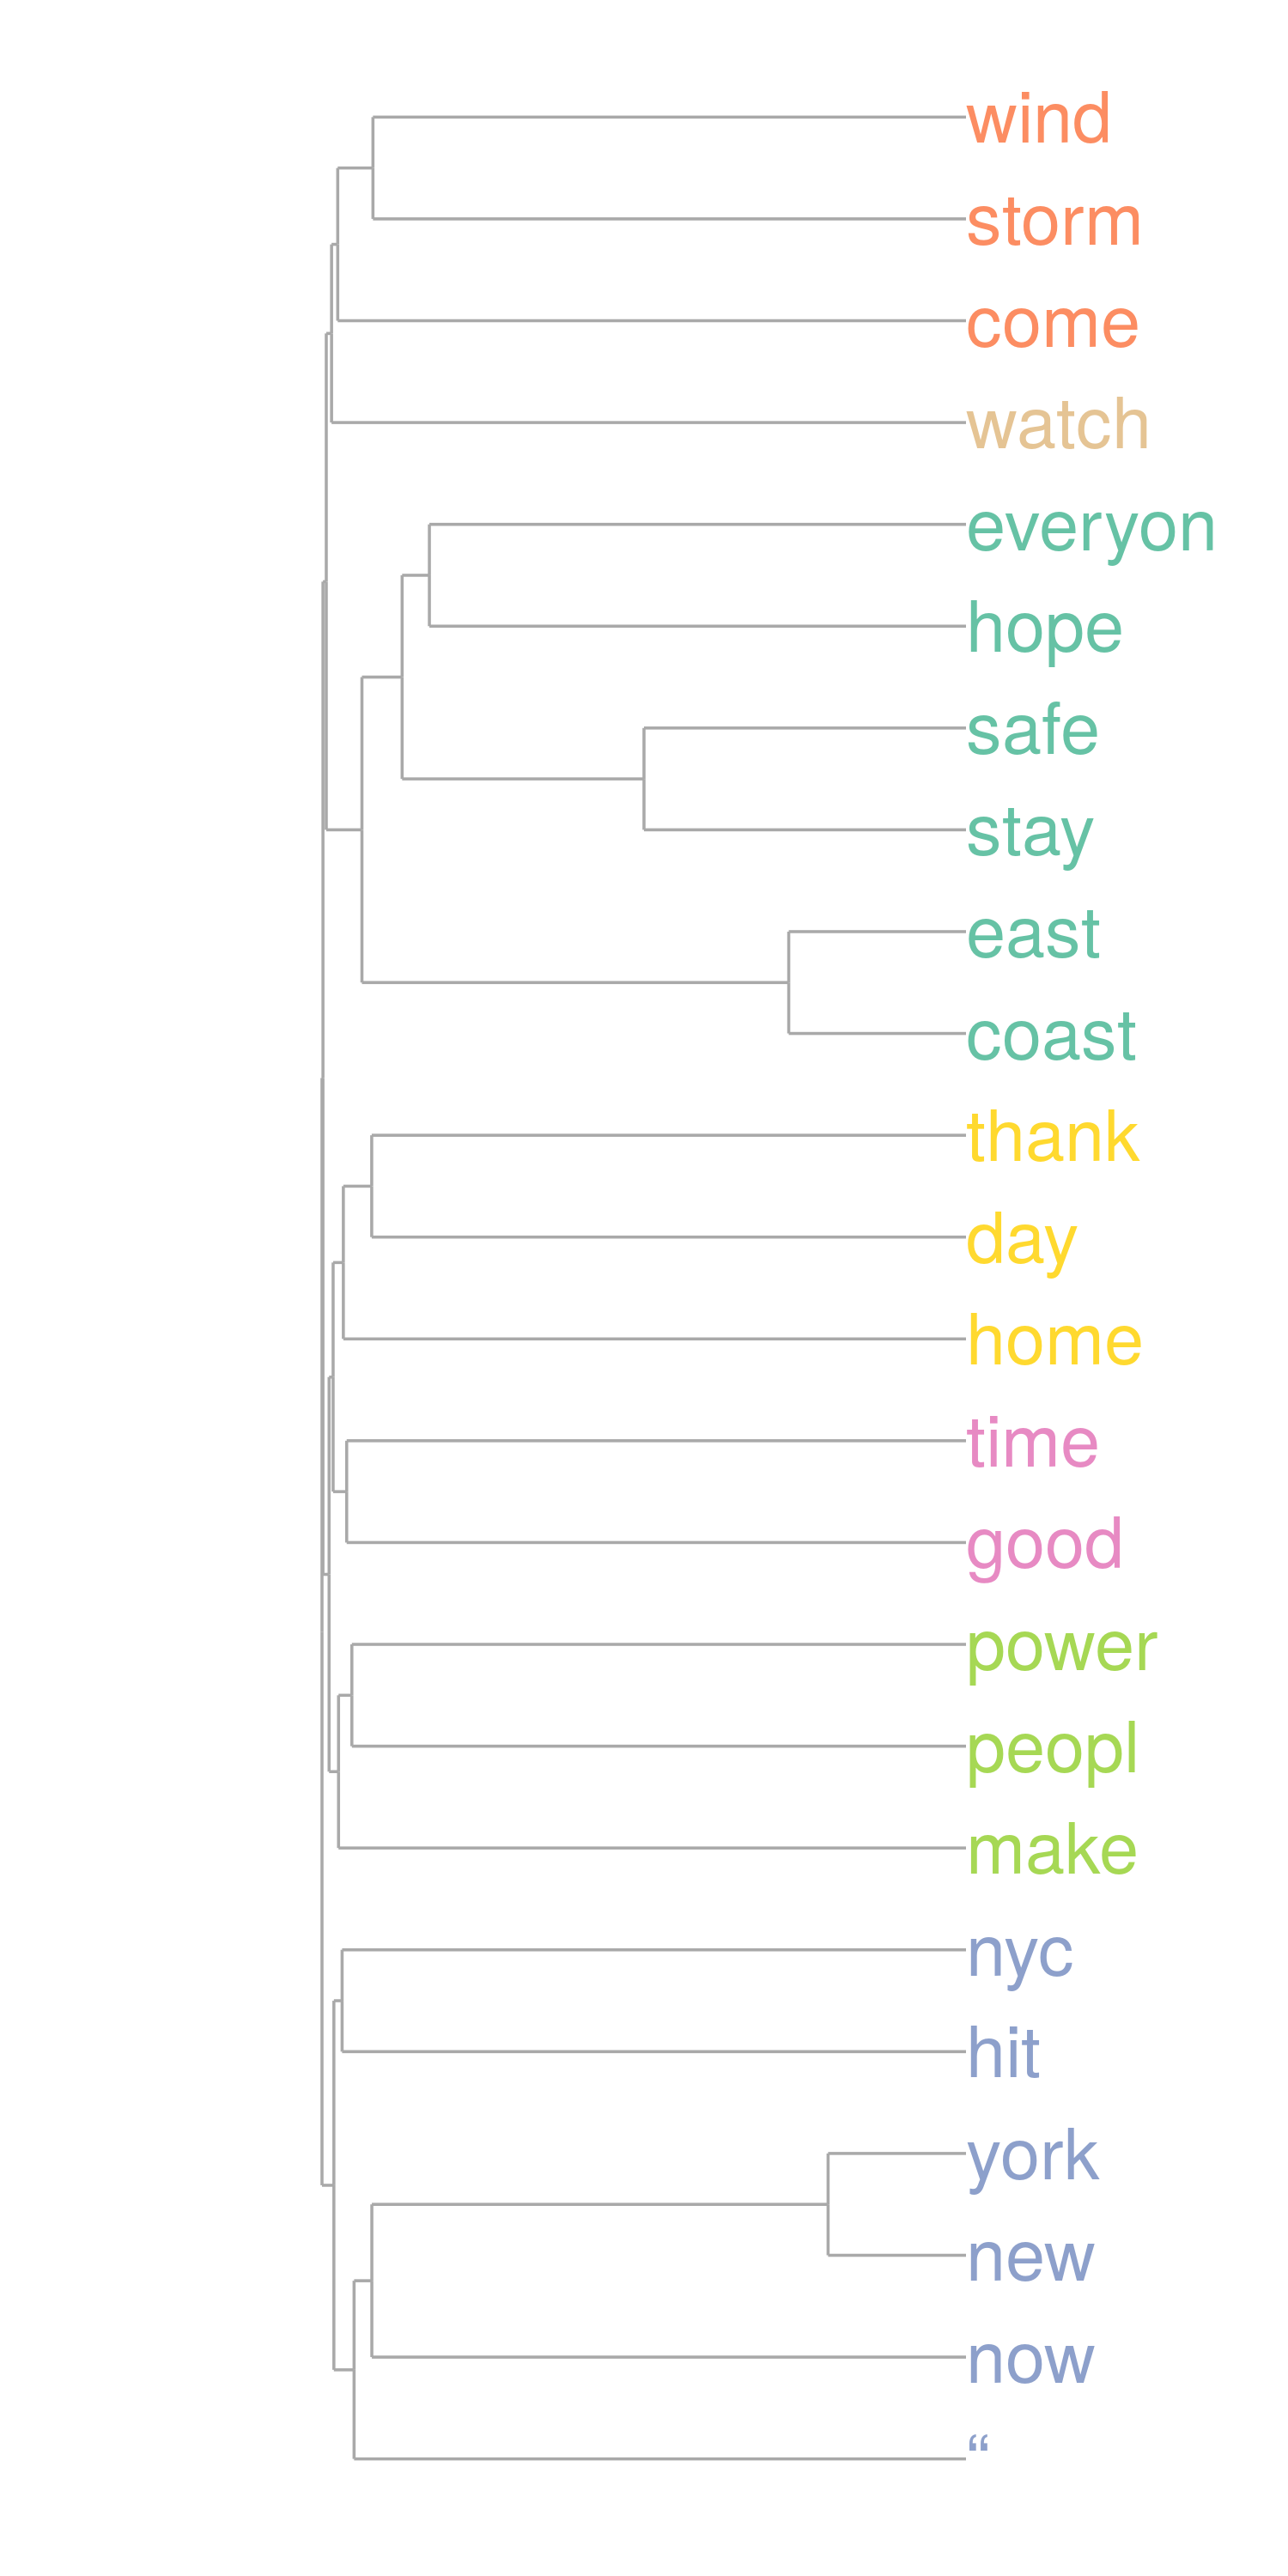 wind
storm
come
watch
everyon
hope
safe
stay
east
coast
thank
day
home
time
good
power
peopl
make
nyc
hit
york
new
now
“